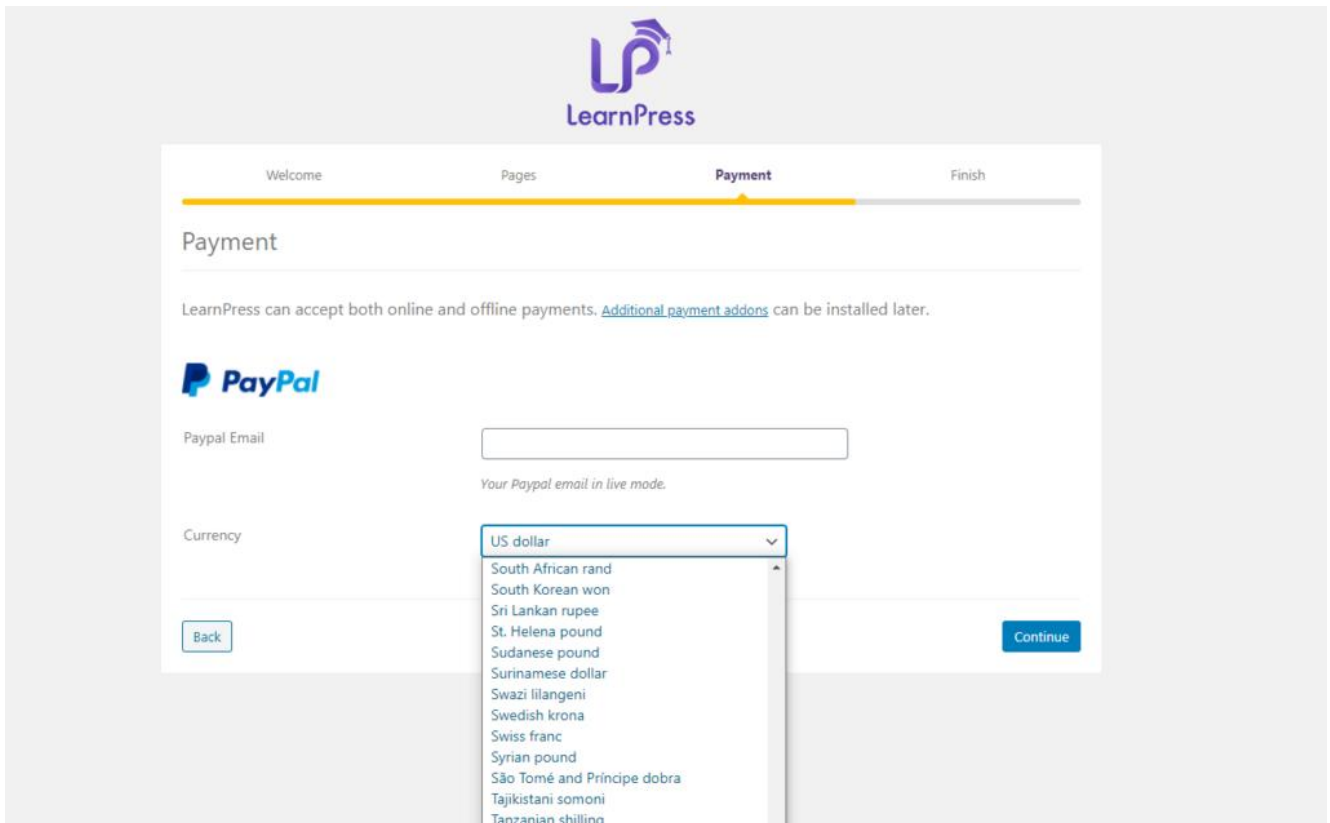 LP
LearnPress
Welcome Pages Payment Finish
Payment
LearnPress can accept both online and offline payments. Additional payment addons can be installed later.
PayPal
Paypal Email
Your Paypal email in live mode.
Currency US dollar
South African rand
South Korean won
Sri Lankan rupee
St. Helena pound
Back Continue
Sudanese pound
Surinamese dollar
Swazi lilangeni
Swedish krona
Swiss franc
Syrian pound
São Tomé and Príncipe dobra
Tajikistani somoni
Tanzanian shilling